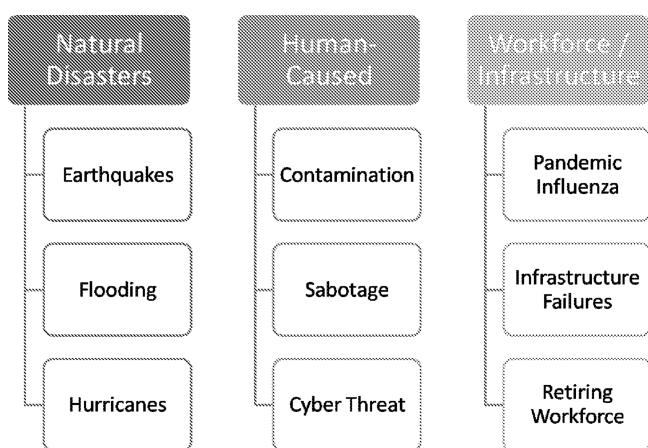 Natural
Disasters
Earthquakes
Flooding
Hurricanes
Human-
Caused
Contamination
Sabotage
Cyber Threat
Workforce /
Infrastructure
Pandemic
Influenza
Infrastructure
Failures
Retiring
Workforce